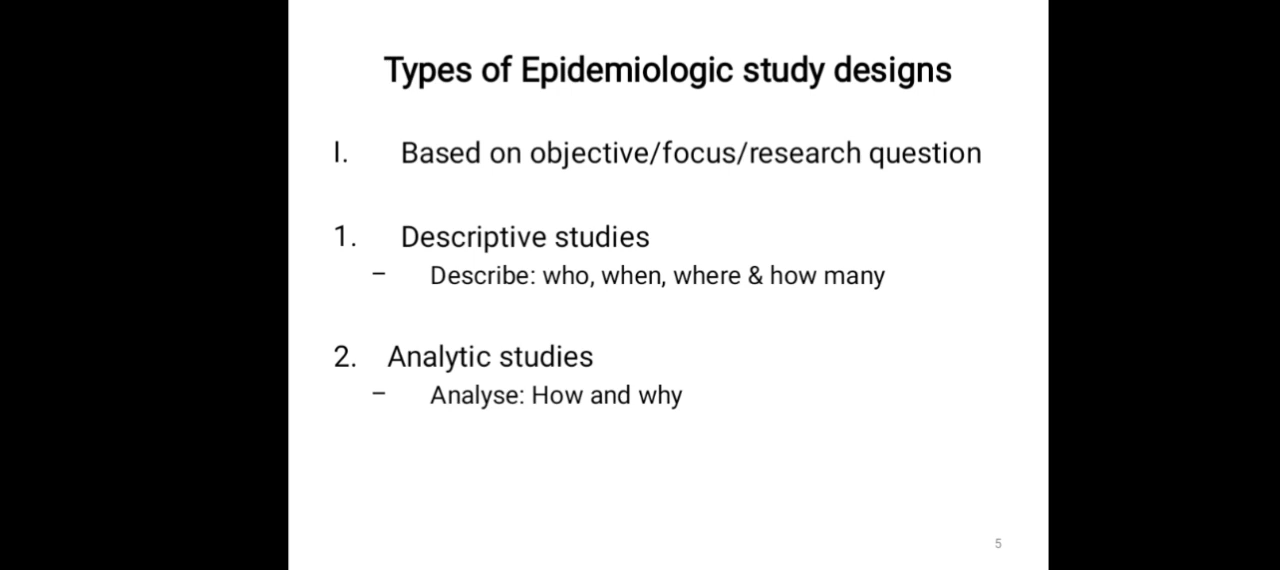 Types of Epidemiologic study designs
I. Based on objective/focus/research question
1. Descriptive studies
– Describe: who, when, where & how many
2. Analytic studies
– Analyse: How and why
5